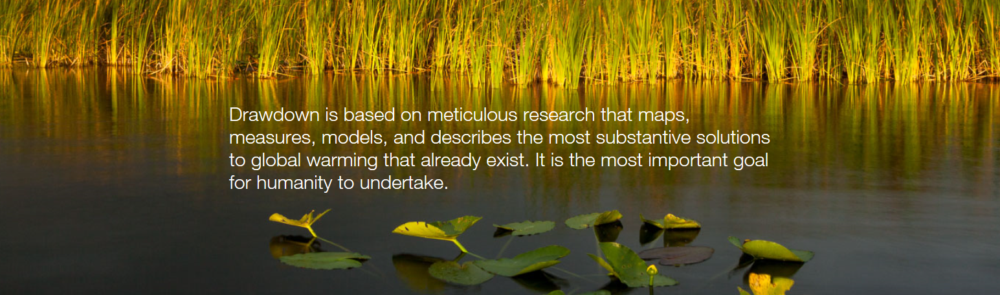 Drawdown is based on meticulous research that maps,
measures, models, and describes the most substantive solutions
to global warming that already exist. It is the most important goal
for humanity to undertake.